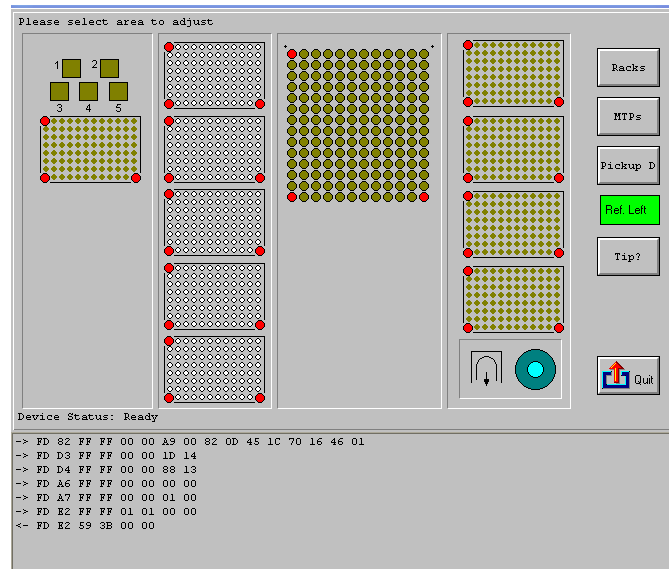 Please select area to adjust
1 2
3 4 5
Racks
MTPs
Pickup D
Ref. Left
Tip?
Quit
Device Status: Ready
-> FD 82 FF FF 00 00 A9 00 82 0D 45 1C 70 16 46 01
-> FD D3 FF FF 00 00 1D 14
-> FD D4 FF FF 00 00 88 13
-> FD A6 FF FF 00 00 00 00
-> FD A7 FF FF 00 00 01 00
-> FD E2 FF FF 01 01 00 00
<- FD E2 59 3B 00 00